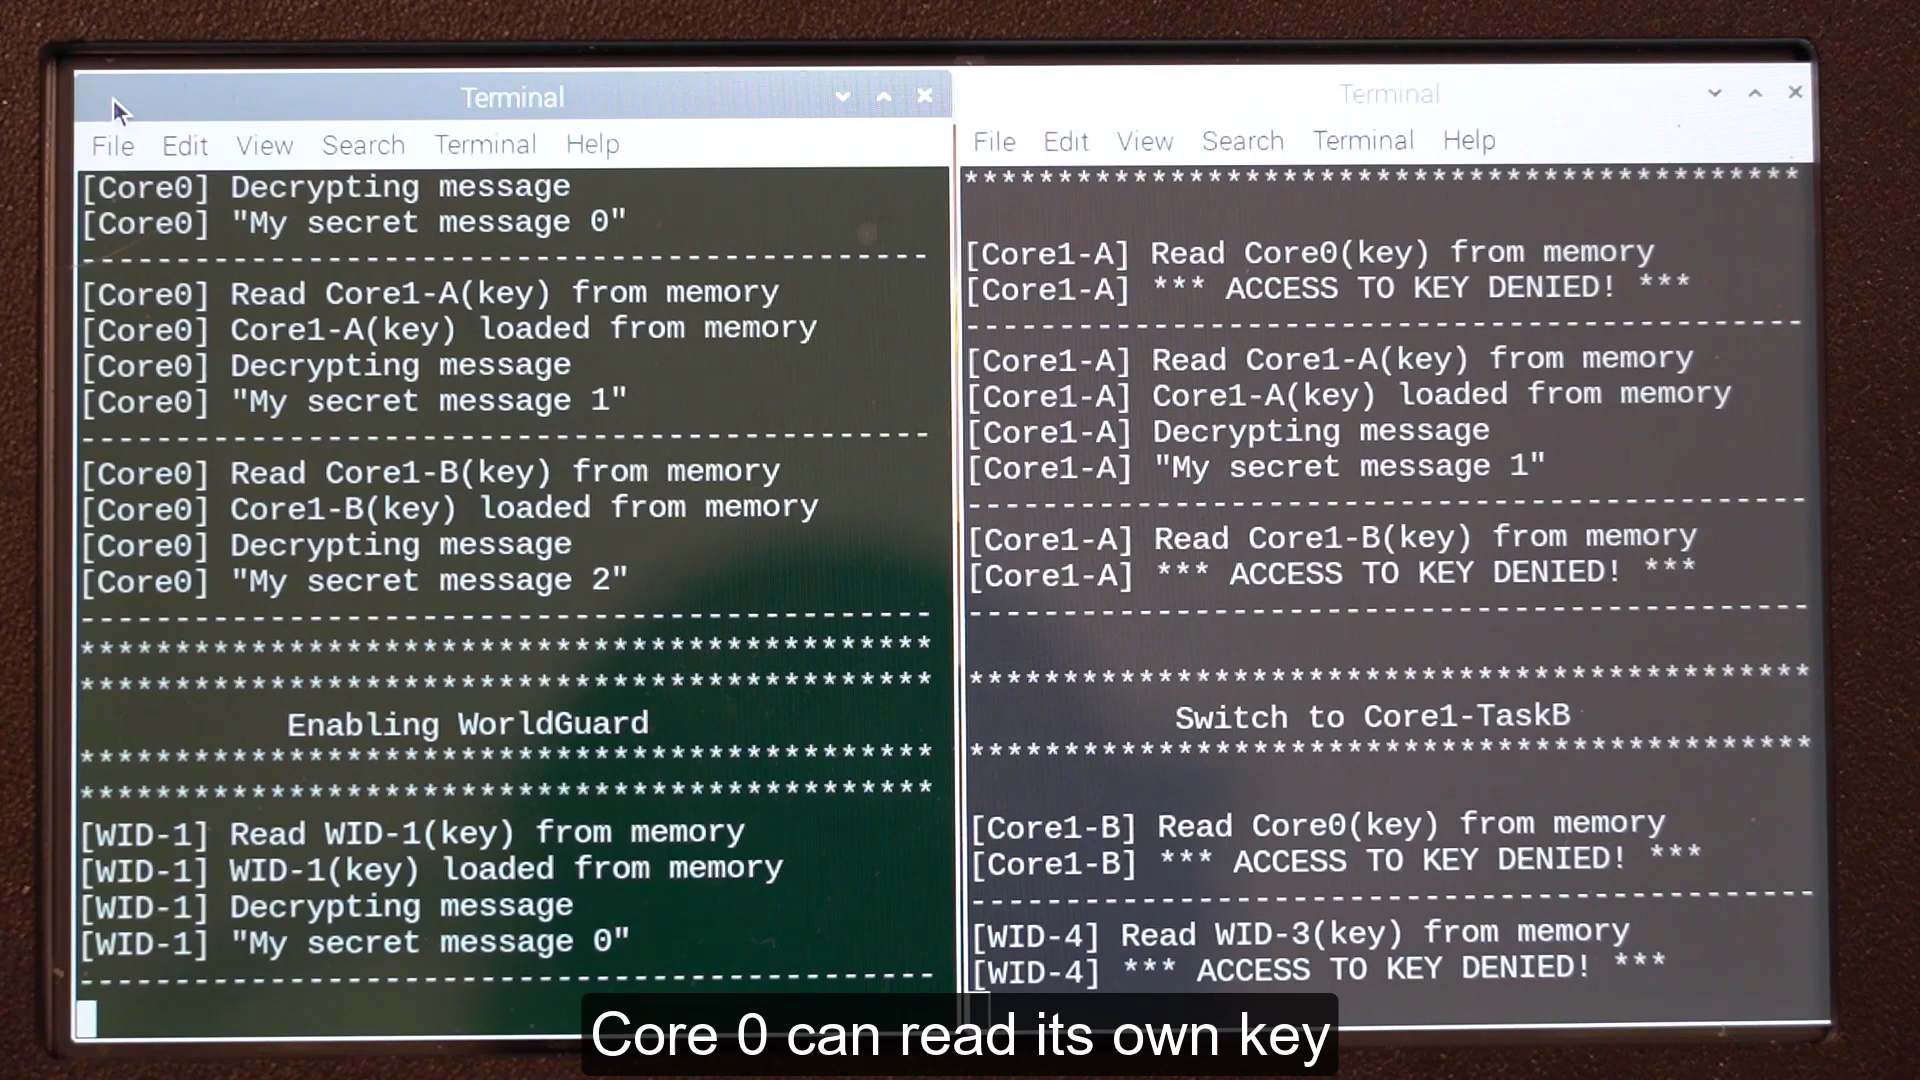 Terminal
File Edit View Search Terminal Help
[Core0] Decrypting message
[Core0] "My secret message 0"
---------------------------------------------
[Core0] Read Core1-A(key) from memory
[Core0] Core1-A(key) loaded from memory
[Core0] Decrypting message
[Core0] "My secret message 1"
---------------------------------------------
[Core0] Read Core1-B(key) from memory
[Core0] Core1-B(key) loaded from memory
[Core0] Decrypting message
[Core0] "My secret message 2"
---------------------------------------------
*********************************************
*********************************************
Enabling WorldGuard
*********************************************
*********************************************
[WID-1] Read WID-1(key) from memory
[WID-1] WID-1(key) loaded from memory
[WID-1] Decrypting message
[WID-1] "My secret message 0"
---------------------------------------------
Terminal
File Edit View Search Terminal Help
*********************************************
[Core1-A] Read Core0(key) from memory
[Core1-A] *** ACCESS TO KEY DENIED! ***
---------------------------------------------
[Core1-A] Read Core1-A(key) from memory
[Core1-A] Core1-A(key) loaded from memory
[Core1-A] Decrypting message
[Core1-A] "My secret message 1"
---------------------------------------------
[Core1-A] Read Core1-B(key) from memory
[Core1-A] *** ACCESS TO KEY DENIED! ***
---------------------------------------------
*********************************************
Switch to Core1-TaskB
*********************************************
[Core1-B] Read Core0(key) from memory
[Core1-B] *** ACCESS TO KEY DENIED! ***
---------------------------------------------
[WID-4] Read WID-3(key) from memory
[WID-4] *** ACCESS TO KEY DENIED! ***
Core 0 can read its own key